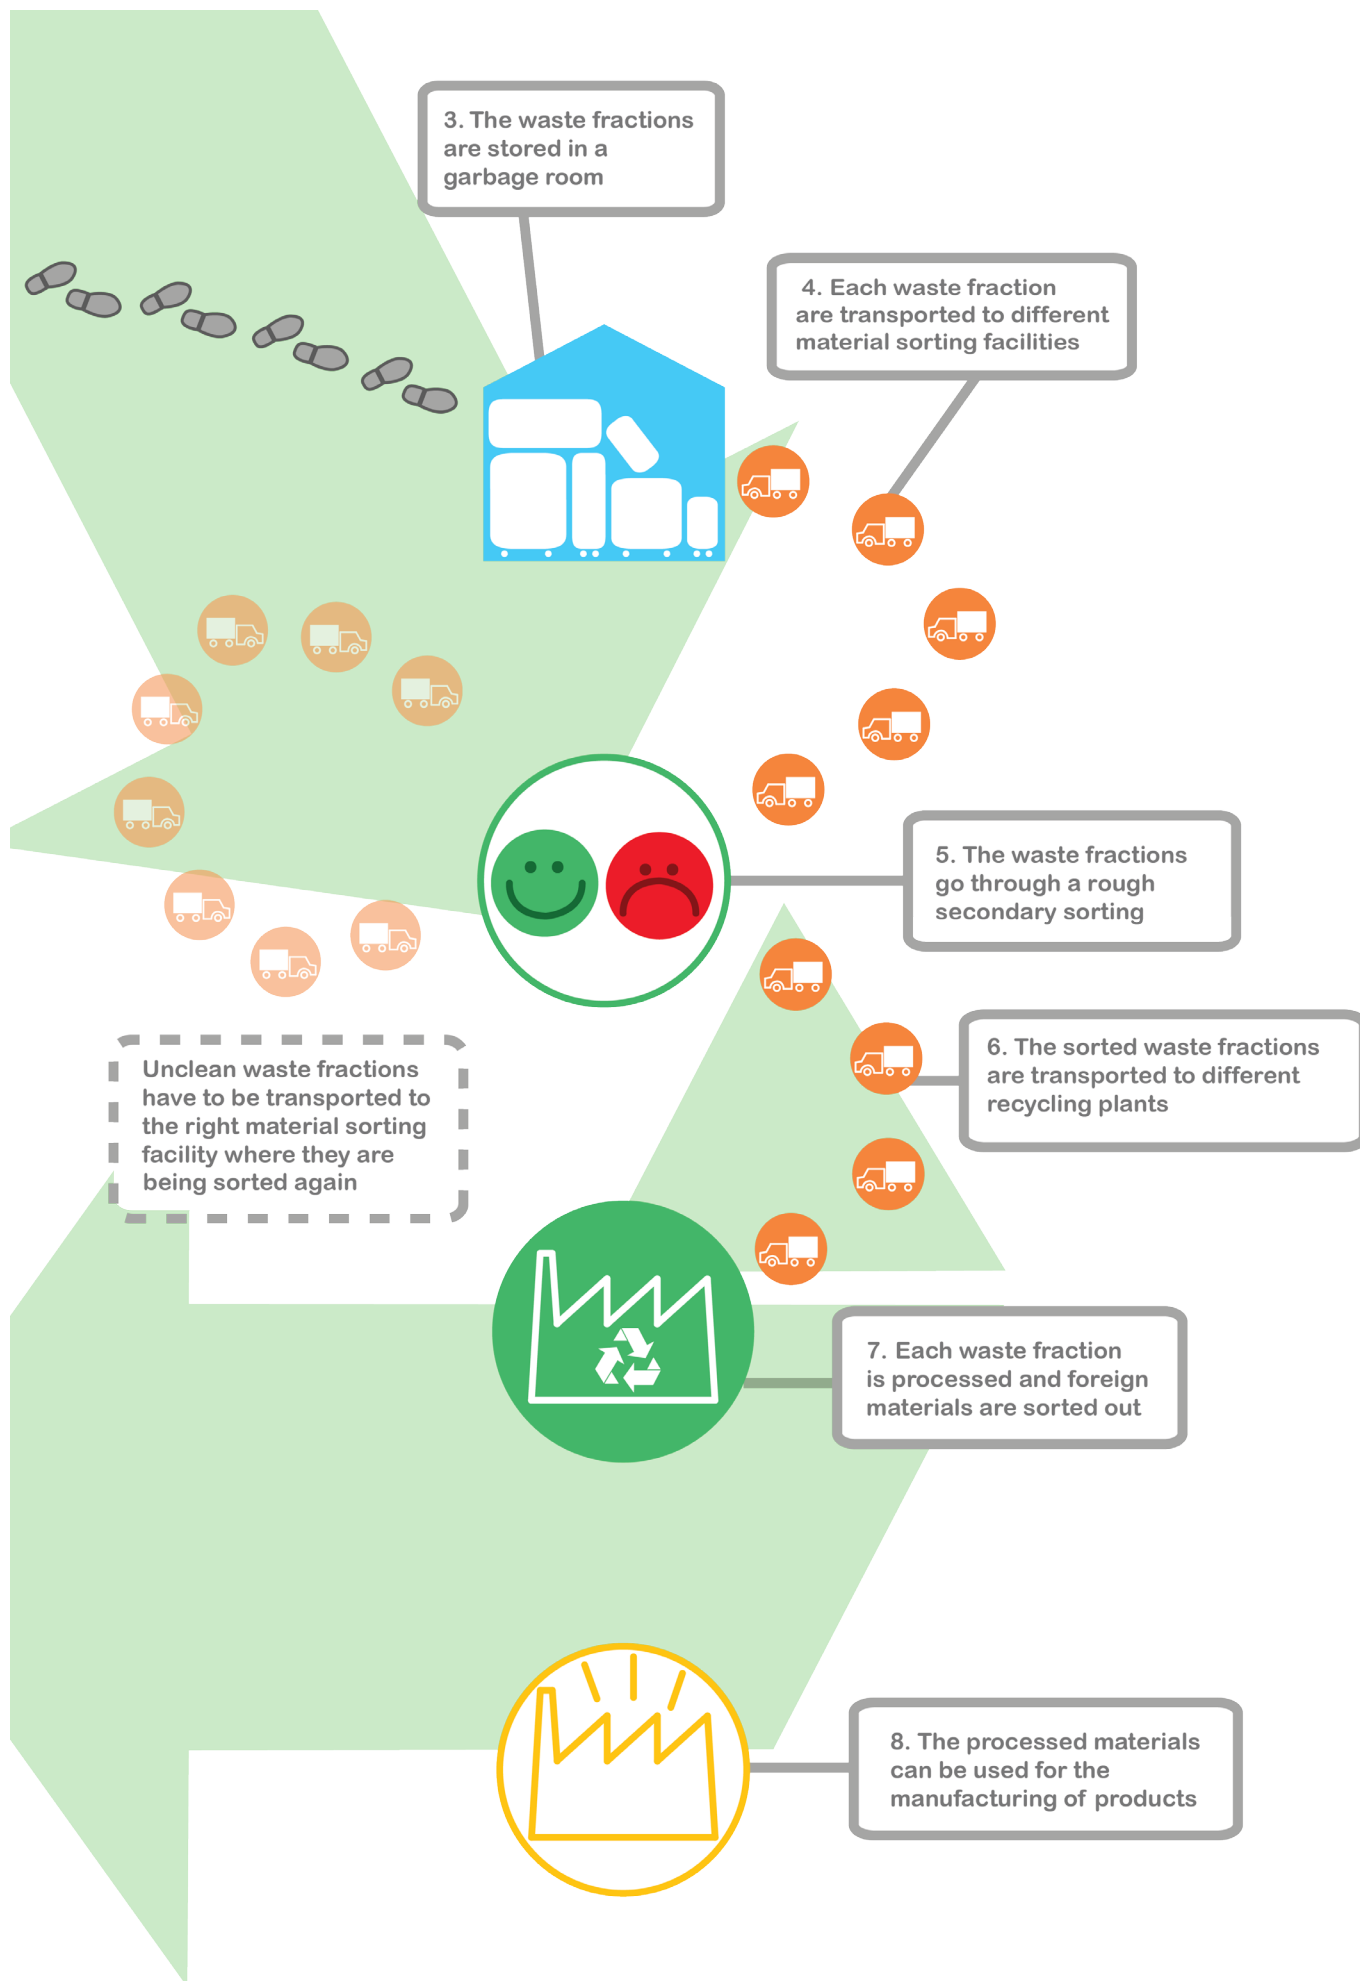 3. The waste fractions
are stored in a
garbage room
4. Each waste fraction
are transported to different
material sorting facilities
5. The waste fractions
go through a rough
secondary sorting
6. The sorted waste fractions
are transported to different
recycling plants
Unclean waste fractions
have to be transported to
the right material sorting
facility where they are
being sorted again
7. Each waste fraction
is processed and foreign
materials are sorted out
8. The processed materials
can be used for the
manufacturing of products